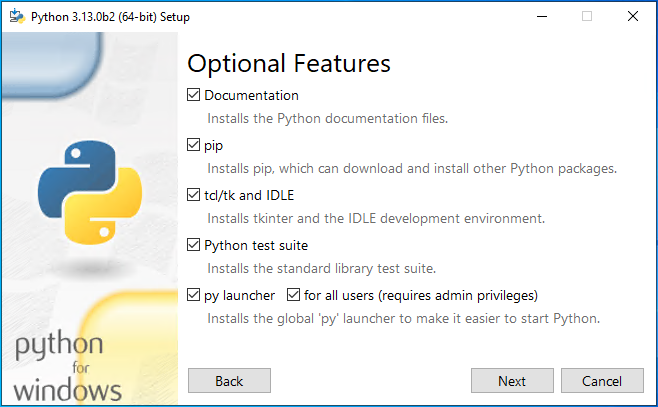 Python 3.13.0b2 (64-bit) Setup
Optional Features
Documentation
Installs the Python documentation files.
pip
Installs pip, which can download and install other Python packages.
tcl/tk and IDLE
Installs tkinter and the IDLE development environment.
Python test suite
Installs the standard library test suite.
py launcher for all users (requires admin privileges)
Installs the global 'py' launcher to make it easier to start Python.
python
for
windows
Back Next Cancel